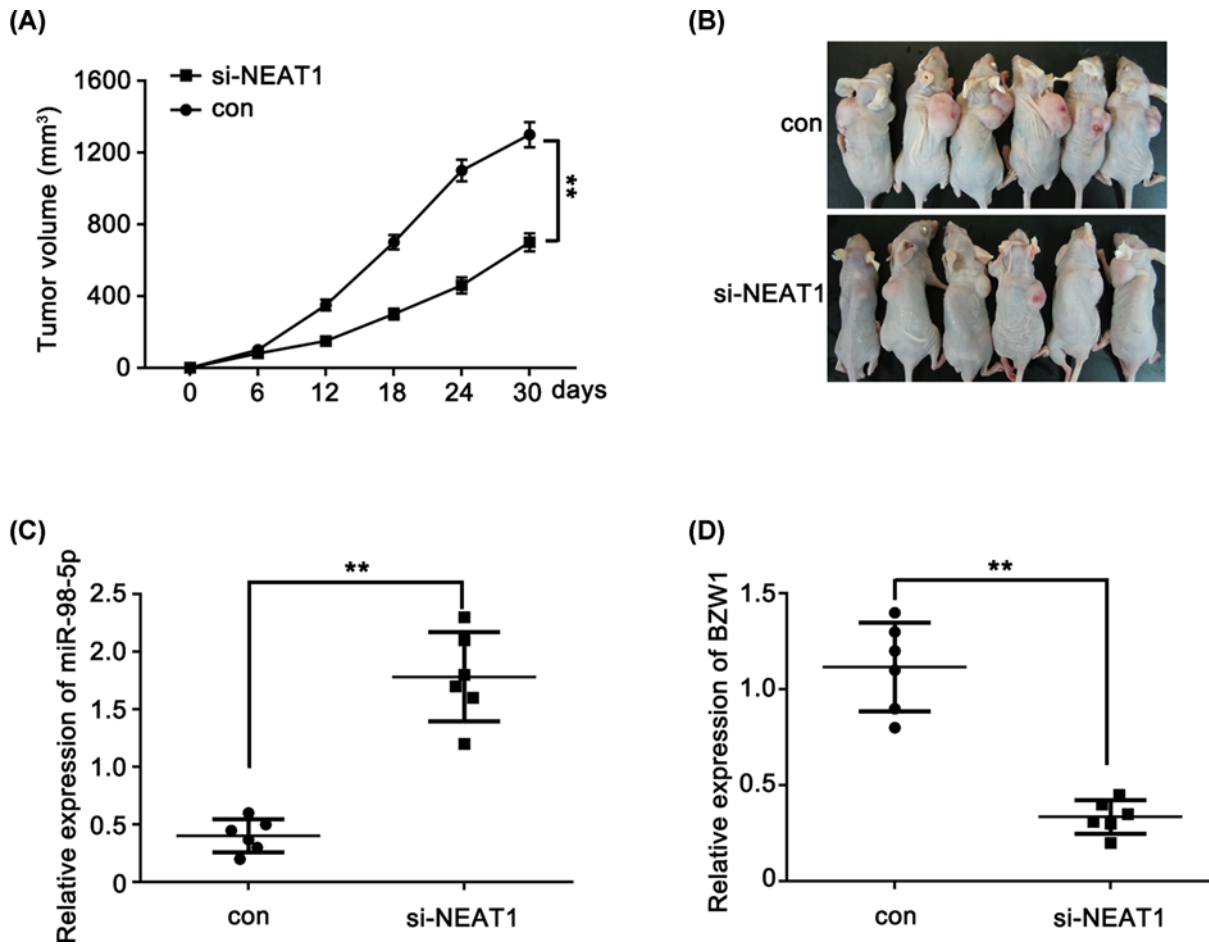 (A)
Tumor volume (mm³)
1600
1200
800
400
0
si-NEAT1
con
**
0 6 12 18 24 30 days
(B)
con
si-NEAT1
(C)
Relative expression of miR-98-5p
2.5
2.0
1.5
1.0
0.5
0
**
con si-NEAT1
(D)
Relative expression of BZW1
1.5
1.0
0.5
0
**
con si-NEAT1